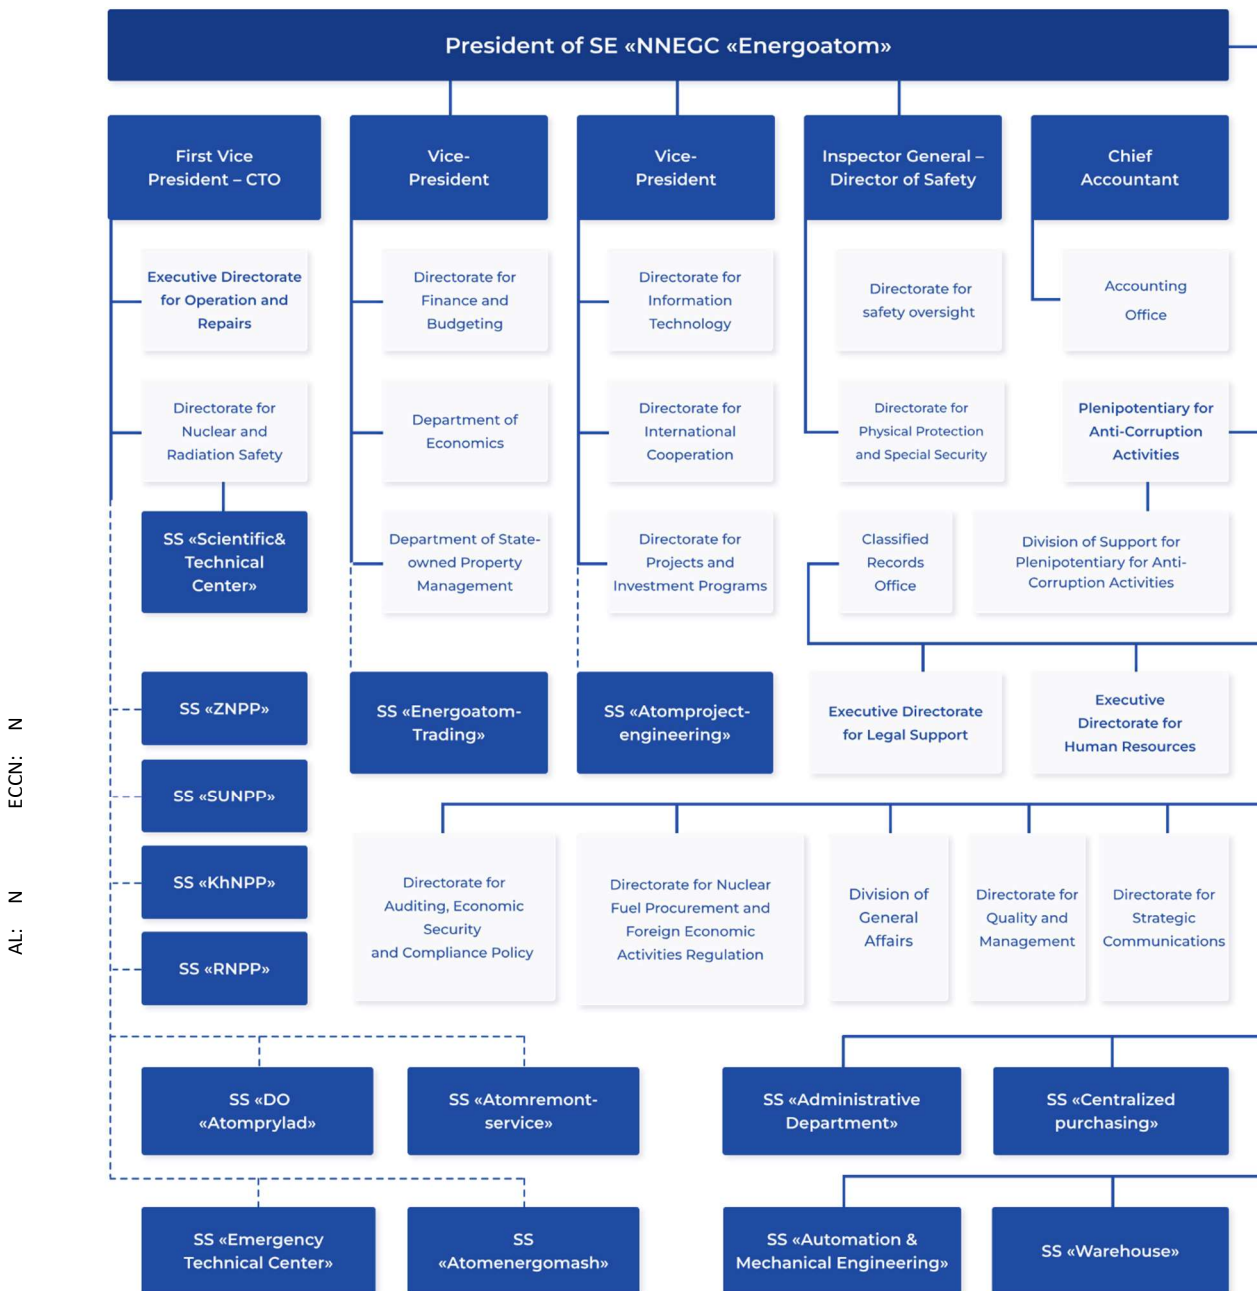 President of SE «NNEGC «Energoatom»
First Vice
President – CTO
Vice-
President
Vice-
President
Inspector General –
Director of Safety
Chief
Accountant
Executive Directorate
for Operation and
Repairs
Directorate for
Finance and
Budgeting
Directorate for
Information
Technology
Directorate for
safety oversight
Accounting
Office
Directorate for
Nuclear and
Radiation Safety
Department of
Economics
Directorate for
International
Cooperation
Directorate for
Physical Protection
and Special Security
Plenipotentiary for
Anti-Corruption
Activities
SS «Scientific&
Technical
Center»
Department of State-
owned Property
Management
Directorate for
Projects and
Investment Programs
Classified
Records
Office
Division of Support for
Plenipotentiary for Anti-
Corruption Activities
SS «ZNPP»
SS «Energoatom-
Trading»
SS «Atomproject-
engineering»
Executive Directorate
for Legal Support
Executive
Directorate for
Human Resources
SS «SUNPP»
SS «KhNPP»
SS «RNPP»
Directorate for
Auditing, Economic
Security
and Compliance Policy
Directorate for Nuclear
Fuel Procurement and
Foreign Economic
Activities Regulation
Division of
General
Affairs
Directorate for
Quality and
Management
Directorate for
Strategic
Communications
SS «DO
«Atomprylad»
SS «Atomremont-
service»
SS «Administrative
Department»
SS «Centralized
purchasing»
SS «Emergency
Technical Center»
SS
«Atomenergomash»
SS «Automation &
Mechanical Engineering»
SS «Warehouse»
AL: N ECCN: N